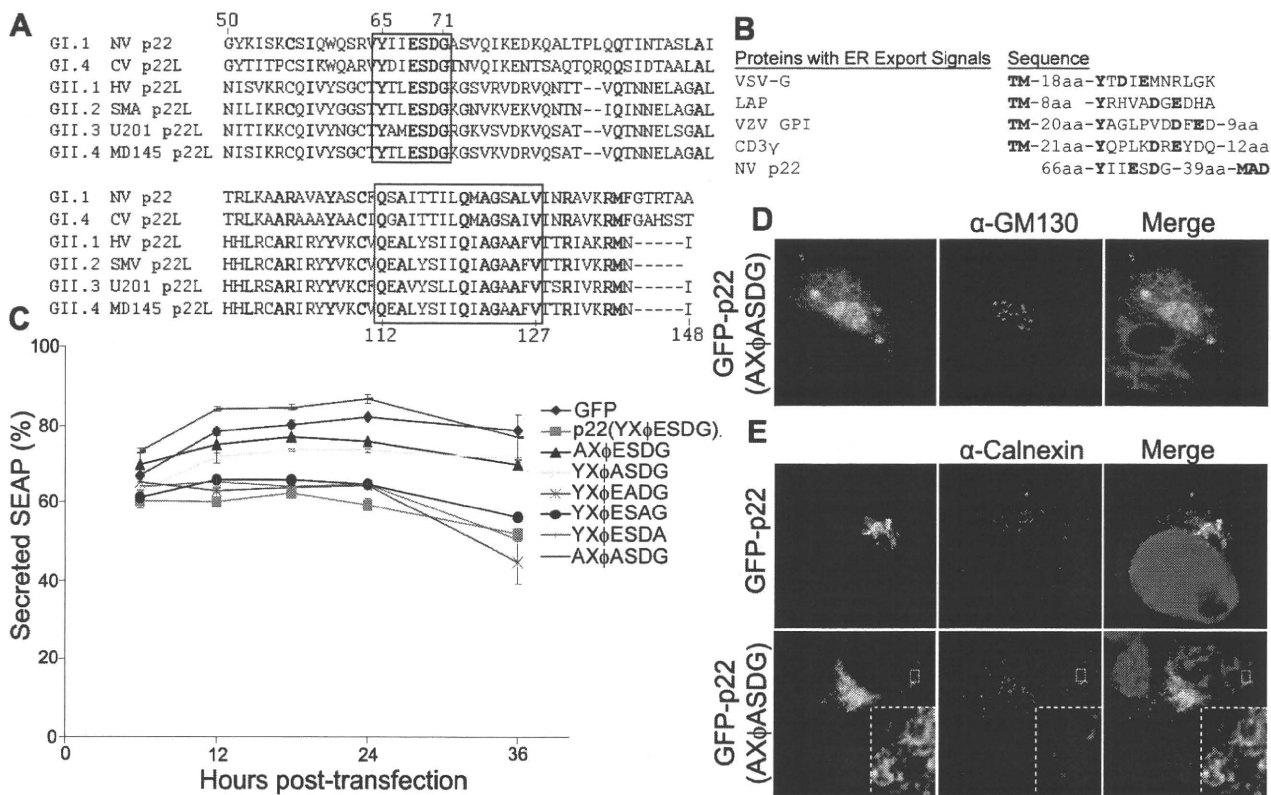 A
50 65 71
GI.1 NV p22 GYKISKCSIQWQSRVYIIESDGASVQIKEDKQALTPLQQTINTASLAI
GI.4 CV p22L GYTITPCSIKWQARVYDIESDGTNVQIKENTSAQTQRQQSIDTAALAL
GII.1 HV p22L NISVKRCQIVYGGSTYTLESDGKGSVRVDRVQNTT--VQTNNELAGAL
GII.2 SMA p22L NILIKRCQIVYGGSTYTLESDGKGNVKVEKVQNTN--IQINNELAGAL
GII.3 U201 p22L NITIKKCQIVYNGCTYAMESDGRGKVSVDKVQSAT--VQTNNELSGAL
GII.4 MD145 p22L NISIKRCQIVYSGCTYTLESDGKGSVKVDRVQSAT--VQTNNELAGAL
GI.1 NV p22 TRLKAAARAVAYASCFQSAITTTILQMAGSALVINRAVKRMFGTRTAA
GI.4 CV p22L TRLKAAARAYAYAACIQGAITTTILQMAGSAIVINRAVKRMFGAHSST
GII.1 HV p22L HHLRCARIRYYVKCVQEALYSIIQIAGAAFVTTRIAKRMN-----I
GII.2 SMV p22L HHLRCARIRYYVKCVQEALYSIIQIAGAAFVTTRIVKRMN-----
GII.3 U201 p22L HHLRSARIRYYVKCFQEAVYSLLQIAGAAFVTSRIVRRMN-----I
GII.4 MD145 p22L HHLRCARIRYYVKCVQEALYSIIQIAGAAFVTTRIVKRMN-----I
112 127 148
B
Proteins with ER Export Signals Sequence
VSV-G TM-18aa-YTDIEMNRLGK
LAP TM-8aa -YRHVADGEDHA
VZV GPI TM-20aa-YAGLPVDDFED-9aa
CD3γ TM-21aa-YQPLKDREYDQ-12aa
NV p22 66aa-YIIESDG-39aa-MAD
C
100
80
60
40
20
0
0 12 24 36
Secreted SEAP (%)
Hours post-transfection
GFP
p22(YXϕESDG).
AXϕESDG
YXϕASDG
YXϕEADG
YXϕESAG
YXϕESDA
AXϕASDG
D
α-GM130 Merge
GFP-p22
(AXϕASDG)
E
α-Calnexin Merge
GFP-p22
GFP-p22
(AXϕASDG)